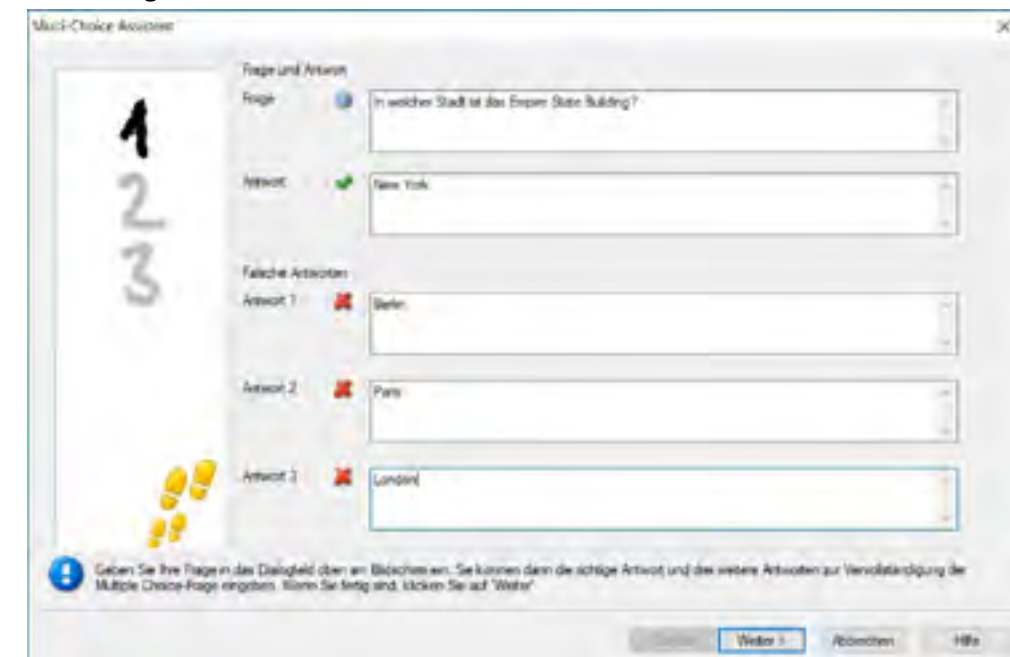 Multi-Choice Assistent
1
2
3
Frage und Antwort
Frage
In welcher Stadt ist das Empire State Building?
Antwort
New York
Falsche Antworten
Antwort 1
Berlin
Antwort 2
Paris
Antwort 3
London
Geben Sie Ihre Frage in das Dialogfeld oben am Bildschirm ein. Sie können dann die richtige Antwort und drei weitere Antworten zur Vervollständigung der
Multiple Choice-Frage eingeben. Wenn Sie fertig sind, klicken Sie auf "Weiter"
Weiter >
Abbrechen
Hilfe